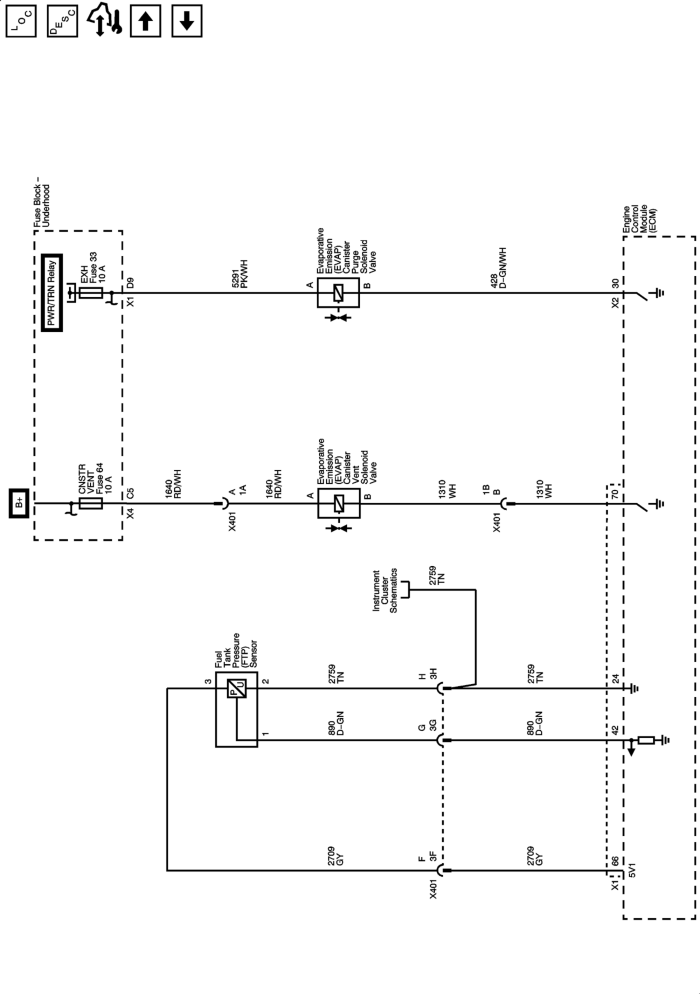 LOC
DESC
Fuse Block –
Underhood
PWR/TRN Relay
EXH
Fuse 33
10 A
X1
D9
5291
PK/WH
Evaporative
Emission
(EVAP)
Canister
Purge
Solenoid
Valve
A
B
428
D–GN/WH
X2
30
Engine
Control
Module
(ECM)
B+
CNSTR
VENT
Fuse 64
10 A
X4
C5
1640
RD/WH
X401
A
1A
1640
RD/WH
Evaporative
Emission
(EVAP)
Canister
Vent
Solenoid
Valve
A
B
1310
WH
1B
B
X401
1310
WH
70
Instrument
Cluster
Schematics
2759
TN
Fuel
Tank
Pressure
(FTP)
Sensor
P
U
3
2
1
2759
TN
H
3H
2759
TN
24
890
D–GN
G
3G
890
D–GN
42
2709
GY
F
3F
X401
2709
GY
X1
66
5V1